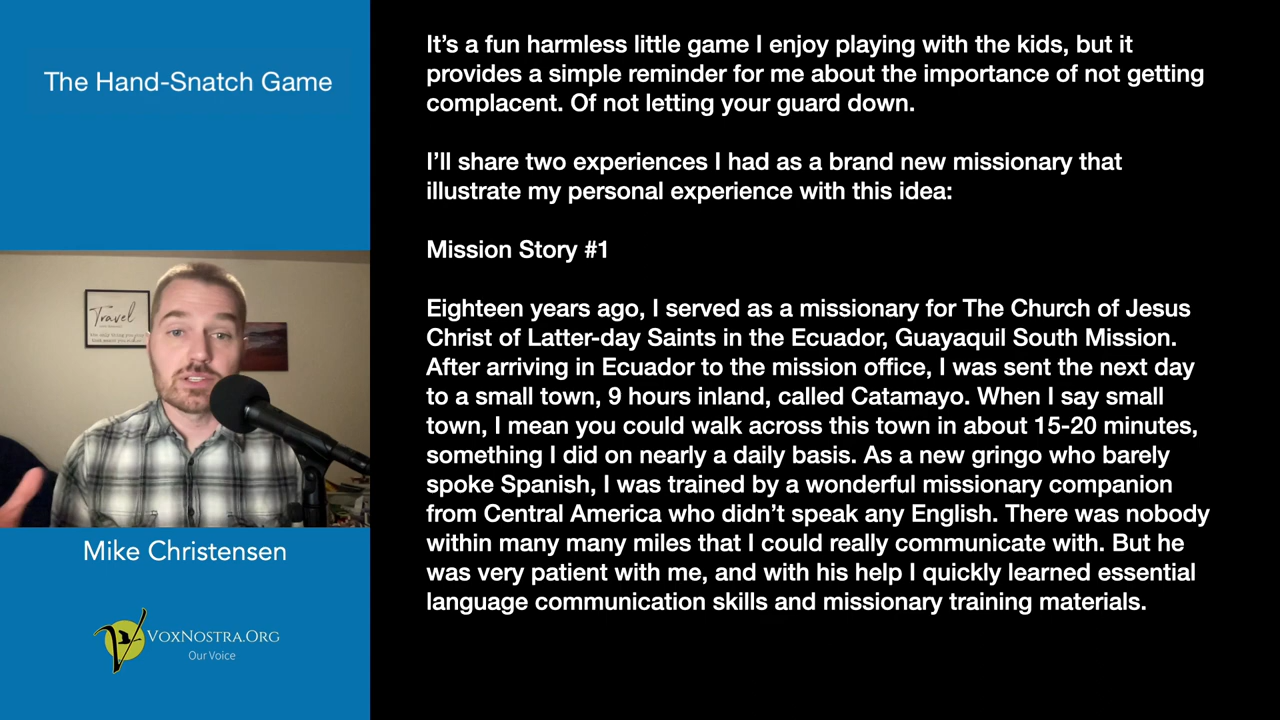 The Hand-Snatch Game
Travel
Mike Christensen
VoxNostra.Org
Our Voice
It’s a fun harmless little game I enjoy playing with the kids, but it
provides a simple reminder for me about the importance of not getting
complacent. Of not letting your guard down.
I’ll share two experiences I had as a brand new missionary that
illustrate my personal experience with this idea:
Mission Story #1
Eighteen years ago, I served as a missionary for The Church of Jesus
Christ of Latter-day Saints in the Ecuador, Guayaquil South Mission.
After arriving in Ecuador to the mission office, I was sent the next day
to a small town, 9 hours inland, called Catamayo. When I say small
town, I mean you could walk across this town in about 15-20 minutes,
something I did on nearly a daily basis. As a new gringo who barely
spoke Spanish, I was trained by a wonderful missionary companion
from Central America who didn’t speak any English. There was nobody
within many many miles that I could really communicate with. But he
was very patient with me, and with his help I quickly learned essential
language communication skills and missionary training materials.